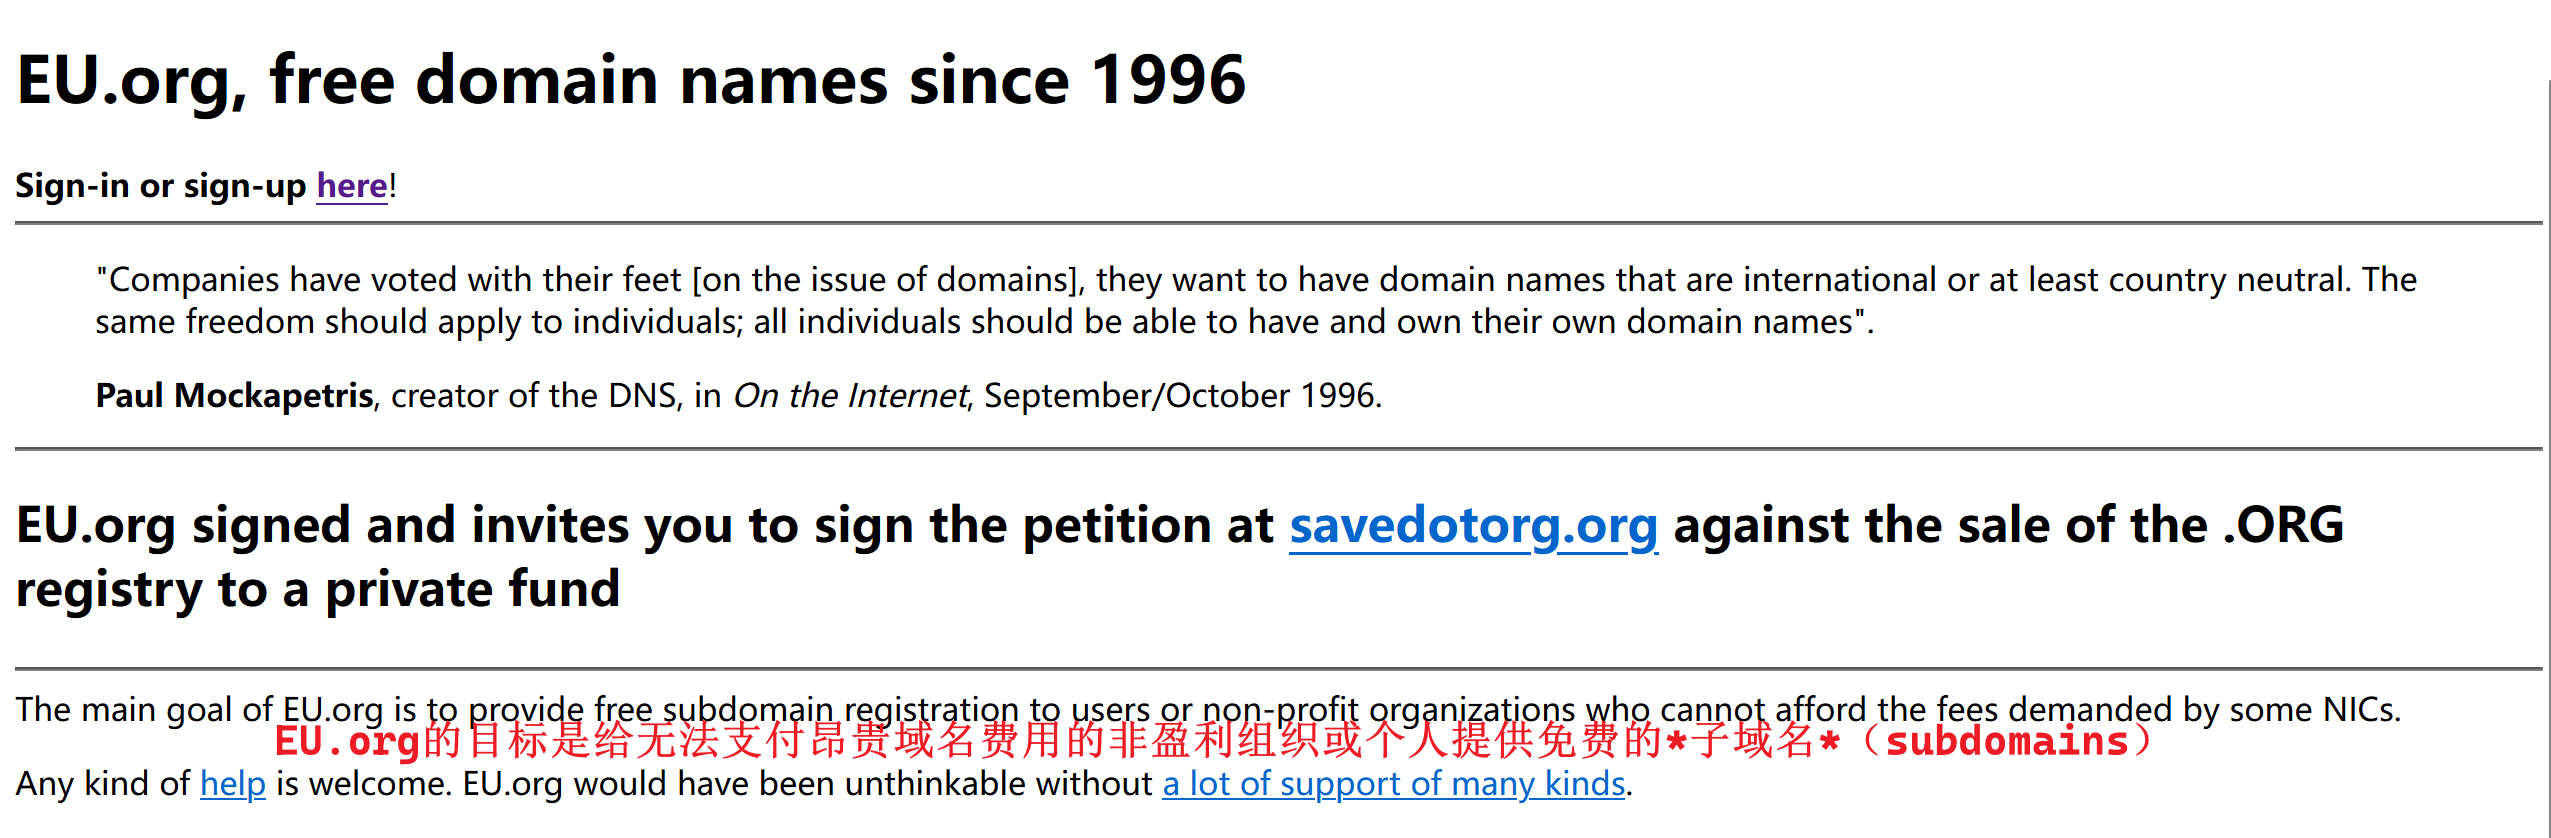 EU.org, free domain names since 1996
Sign-in or sign-up here!
"Companies have voted with their feet [on the issue of domains], they want to have domain names that are international or at least country neutral. The
same freedom should apply to individuals; all individuals should be able to have and own their own domain names".
Paul Mockapetris, creator of the DNS, in On the Internet, September/October 1996.
EU.org signed and invites you to sign the petition at savedotorg.org against the sale of the .ORG
registry to a private fund
The main goal of EU.org is to provide free subdomain registration to users or non-profit organizations who cannot afford the fees demanded by some NICs.
EU.org的目标是给无法支付昂贵域名费用的非盈利组织或个人提供免费的*子域名*（subdomains）
Any kind of help is welcome. EU.org would have been unthinkable without a lot of support of many kinds.